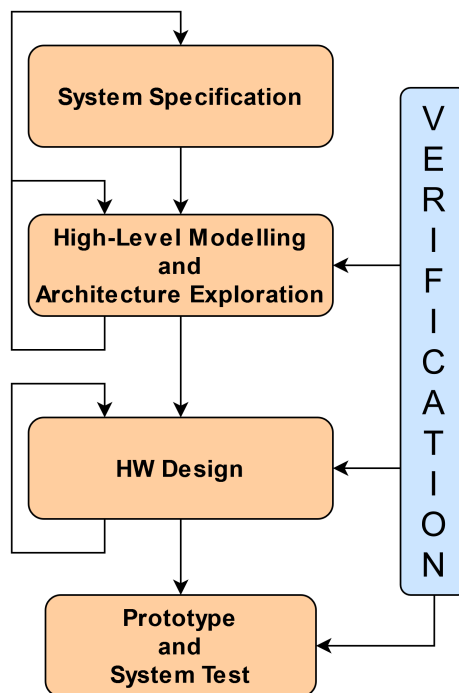 System Specification
High-Level Modelling
and
Architecture Exploration
HW Design
Prototype
and
System Test
V
E
R
I
F
I
C
A
T
I
O
N